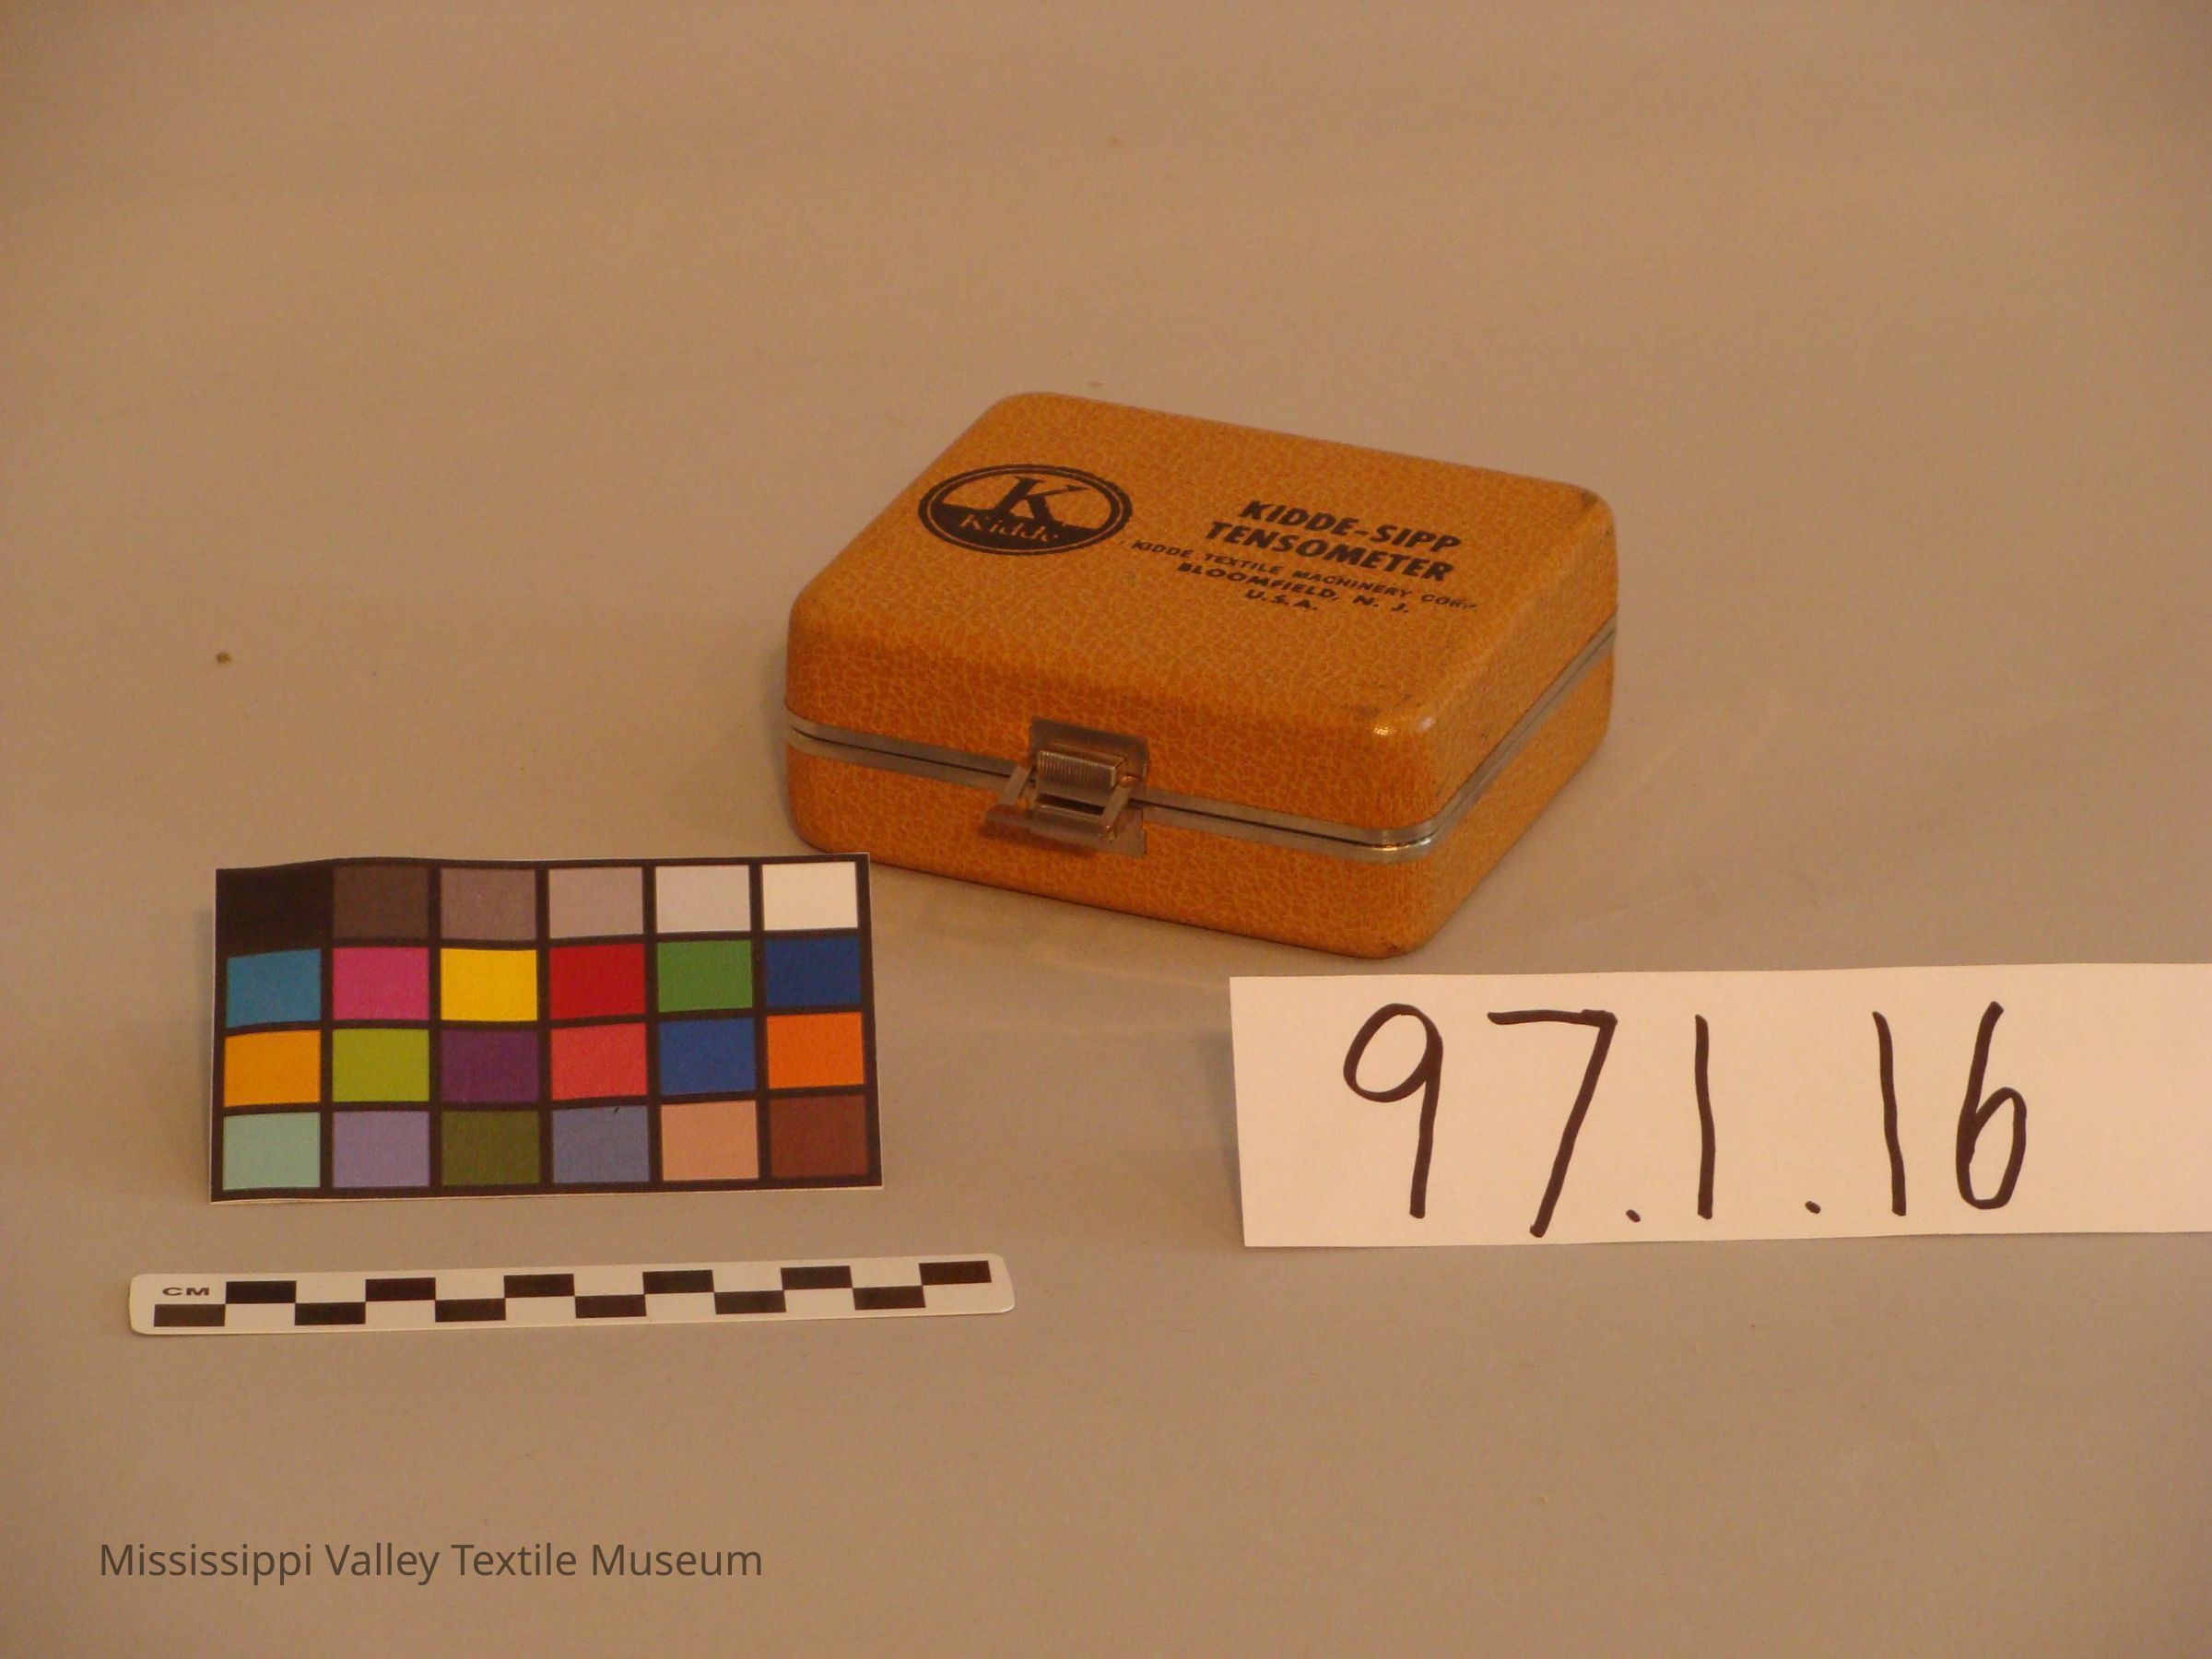 K
Kidde
KIDDE-SIPP
TENSOMETER
KIDDE TEXTILE MACHINERY CORP.
BLOOMFIELD, N. J.
U.S.A.
97.1.16
CM
Mississippi Valley Textile Museum